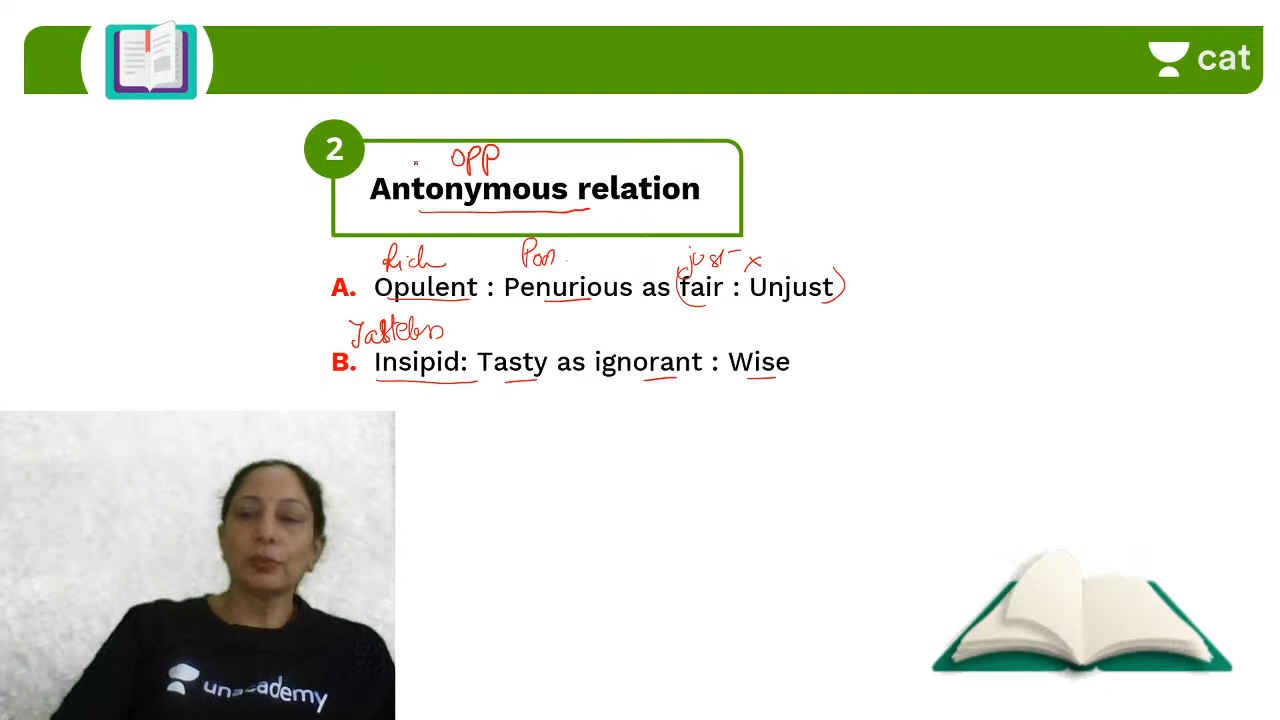 cat
2
opp
Antonymous relation
Rich Poor just x
A. Opulent : Penurious as (fair : Unjust)
Tasteless
B. Insipid: Tasty as ignorant : Wise
unacademy